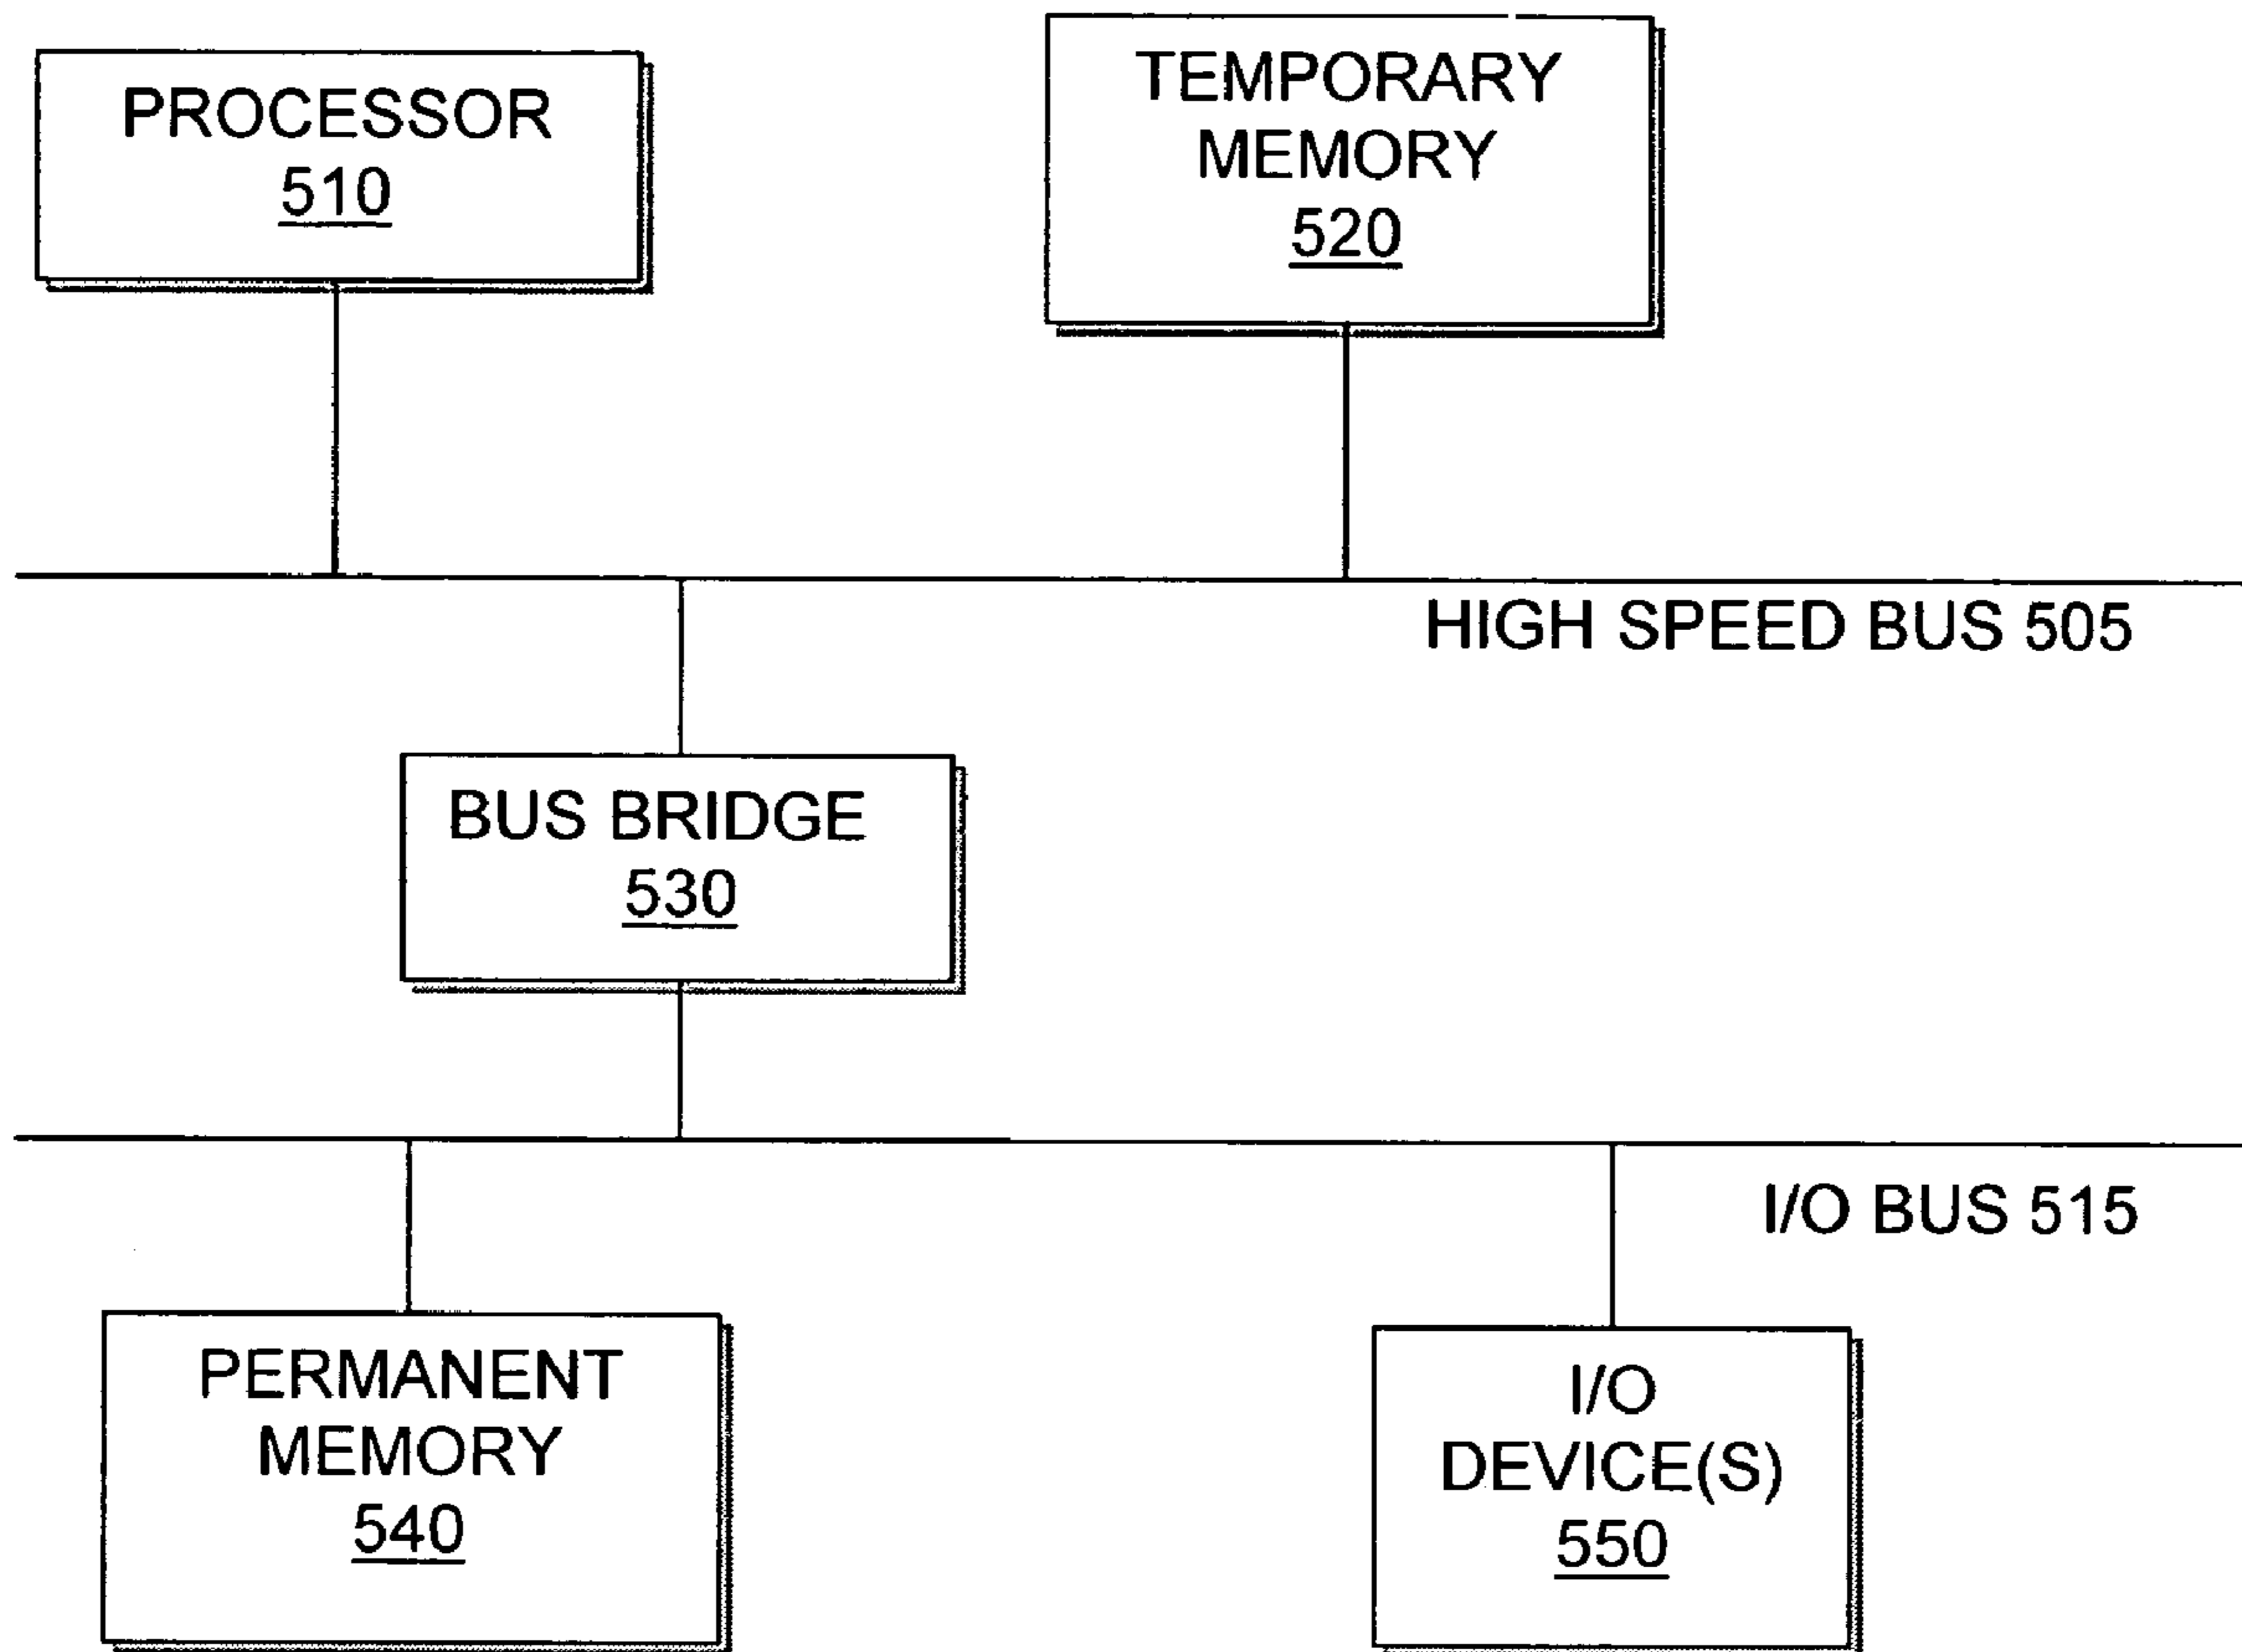 PROCESSOR
510
TEMPORARY
MEMORY
520
HIGH SPEED BUS 505
BUS BRIDGE
530
I/O BUS 515
PERMANENT
MEMORY
540
I/O
DEVICE(S)
550